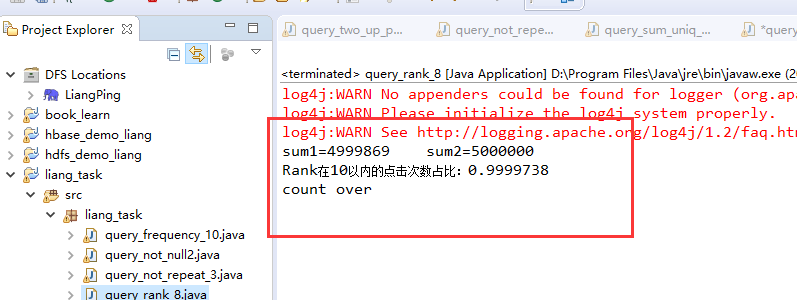 Project Explorer
DFS Locations
LiangPing
book_learn
hbase_demo_liang
hdfs_demo_liang
liang_task
src
liang_task
query_frequency_10.java
query_not_null2.java
query_not_repeat_3.java
query_rank_8.java
query_two_up_p...
query_not_repe...
query_sum_uniq_...
*query
<terminated> query_rank_8 [Java Application] D:\Program Files\Java\jre\bin\javaw.exe (20
log4j:WARN No appenders could be found for logger (org.ap
log4j:WARN Please initialize the log4j system properly.
log4j:WARN See http://logging.apache.org/log4j/1.2/faq.ht
sum1=4999869 sum2=5000000
Rank在10以内的点击次数占比：0.9999738
count over